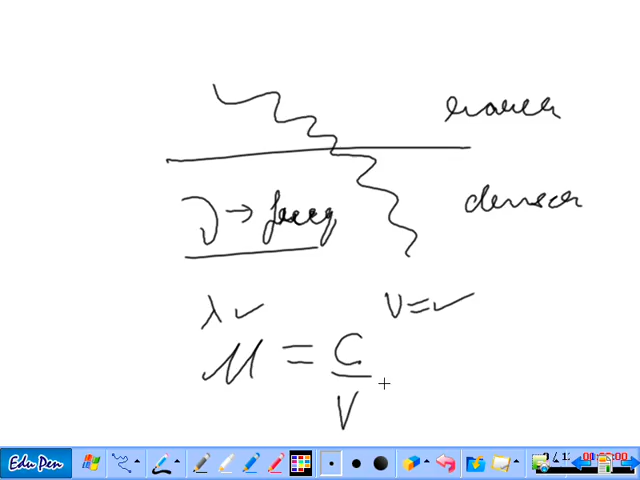 rarer
denser
ν → freq
λ ✓ V = ✓
μ = C / V
Edu Pen